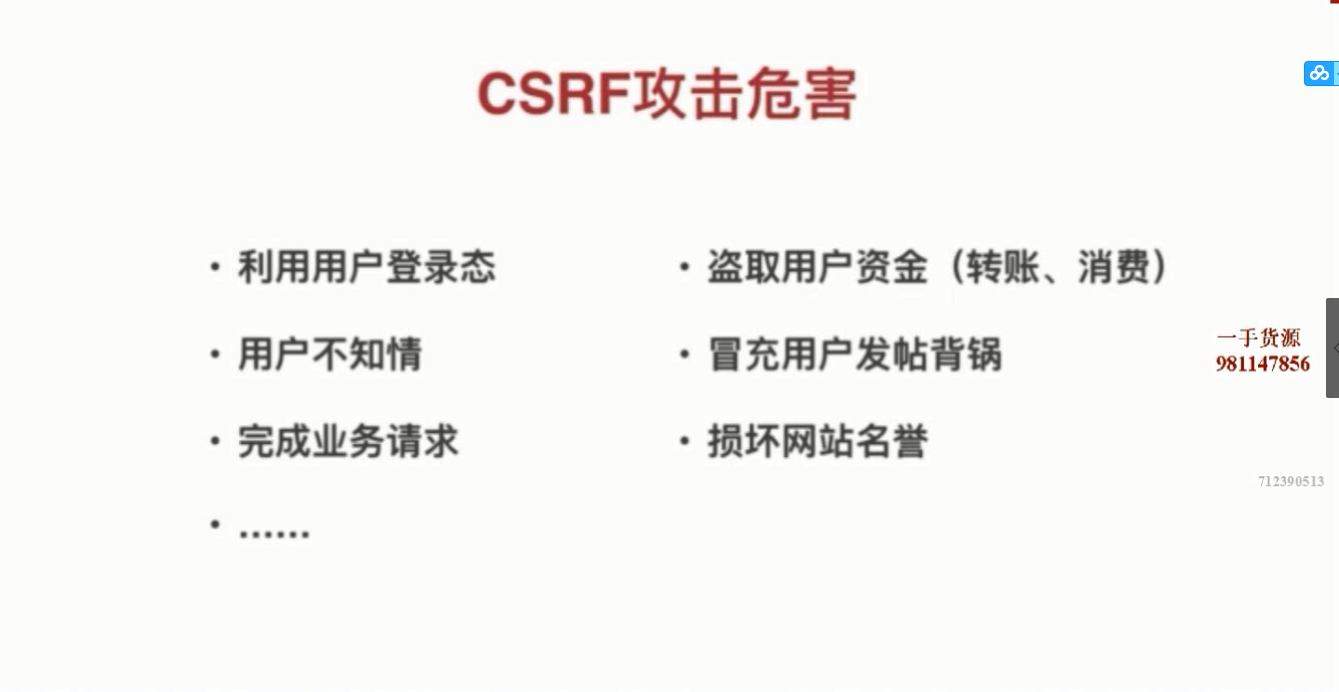 CSRF攻击危害
• 利用用户登录态
• 用户不知情
• 完成业务请求
• ......
• 盗取用户资金（转账、消费）
• 冒充用户发帖背锅
• 损坏网站名誉
一手货源
981147856
712390513